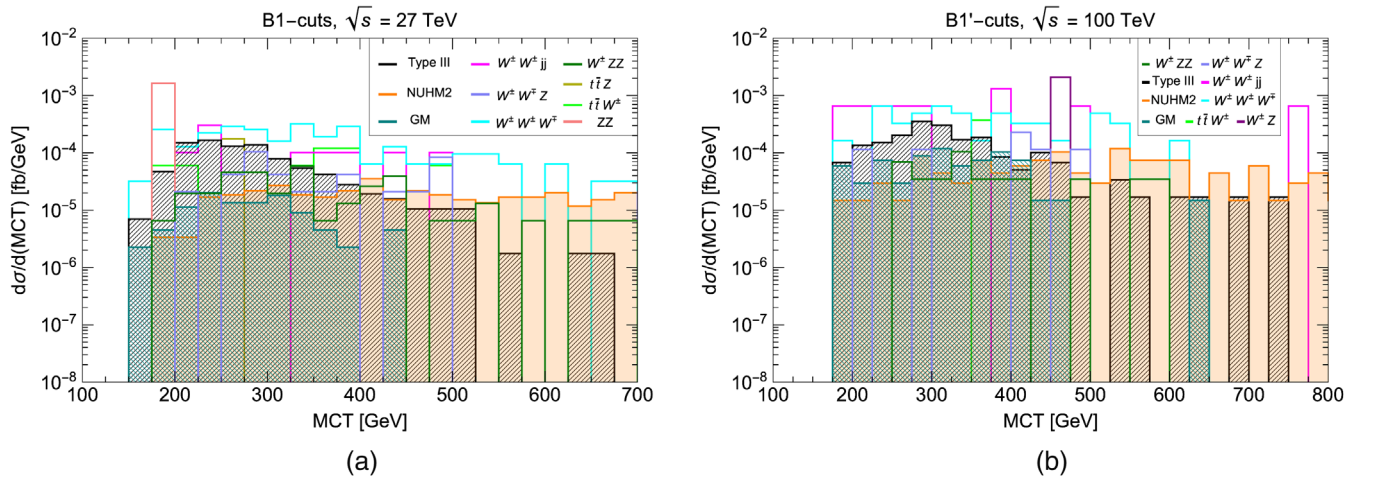 B1−cuts, √s = 27 TeV
10⁻²
10⁻³
10⁻⁴
10⁻⁵
10⁻⁶
10⁻⁷
10⁻⁸
dσ/d(MCT) [fb/GeV]
Type III
NUHM2
GM
W± W± jj
W± W∓ Z
W± W± W∓
W± ZZ
t t̄ Z
t t̄ W±
ZZ
100 200 300 400 500 600 700
MCT [GeV]
(a)
B1'−cuts, √s = 100 TeV
10⁻²
10⁻³
10⁻⁴
10⁻⁵
10⁻⁶
10⁻⁷
10⁻⁸
dσ/d(MCT) [fb/GeV]
W± ZZ
Type III
NUHM2
GM
W± W∓ Z
W± W± jj
W± W± W∓
t t̄ W±
W± Z
100 200 300 400 500 600 700 800
MCT [GeV]
(b)